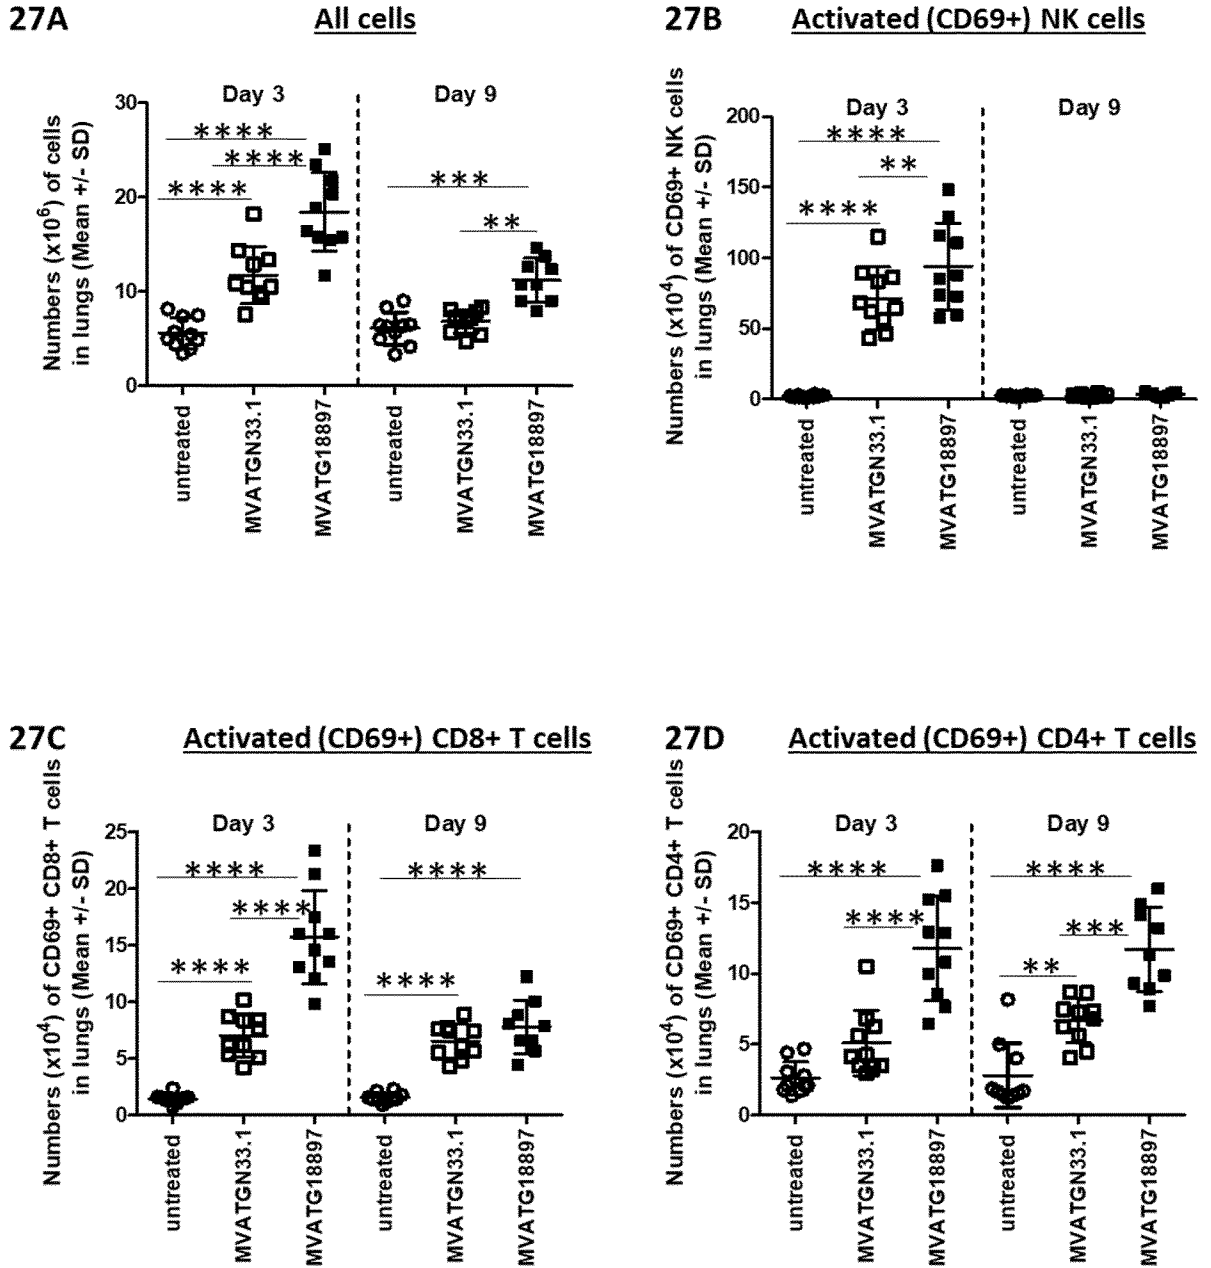 27A
All cells
Numbers (x10⁶) of cells
in lungs (Mean +/- SD)
30
20
10
0
Day 3
Day 9
****
****
****
***
**
untreated
MVATGN33.1
MVATG18897
untreated
MVATGN33.1
MVATG18897
27B
Activated (CD69+) NK cells
Numbers (x10⁴) of CD69+ NK cells
in lungs (Mean +/- SD)
200
150
100
50
0
Day 3
Day 9
****
**
****
untreated
MVATGN33.1
MVATG18897
untreated
MVATGN33.1
MVATG18897
27C
Activated (CD69+) CD8+ T cells
Numbers (x10⁴) of CD69+ CD8+ T cells
in lungs (Mean +/- SD)
25
20
15
10
5
0
Day 3
Day 9
****
****
****
****
****
untreated
MVATGN33.1
MVATG18897
untreated
MVATGN33.1
MVATG18897
27D
Activated (CD69+) CD4+ T cells
Numbers (x10⁴) of CD69+ CD4+ T cells
in lungs (Mean +/- SD)
20
15
10
5
0
Day 3
Day 9
****
****
****
***
**
untreated
MVATGN33.1
MVATG18897
untreated
MVATGN33.1
MVATG18897